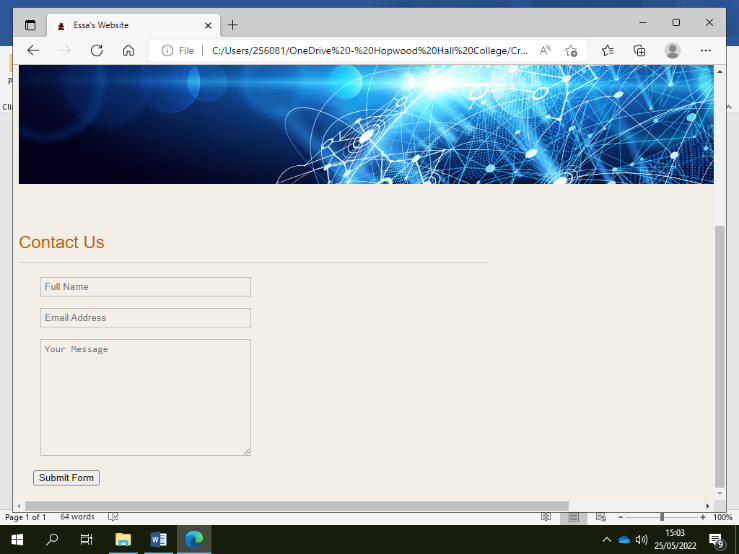 Essa's Website
File | C:/Users/256081/OneDrive%20-%20Hopwood%20Hall%20College/Cr...
Contact Us
Full Name
Email Address
Your Message
Submit Form
Page 1 of 1 64 words 100%
15:03
25/05/2022
9